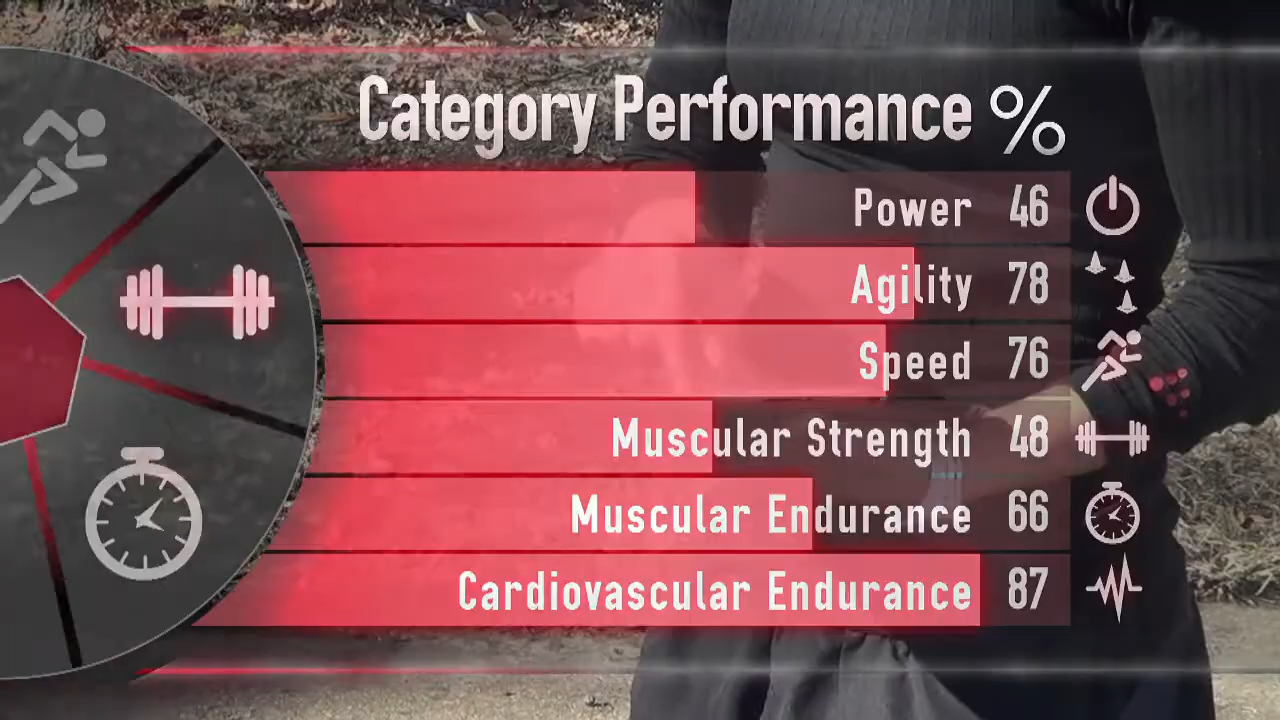 Category Performance %
Power 46
Agility 78
Speed 76
Muscular Strength 48
Muscular Endurance 66
Cardiovascular Endurance 87